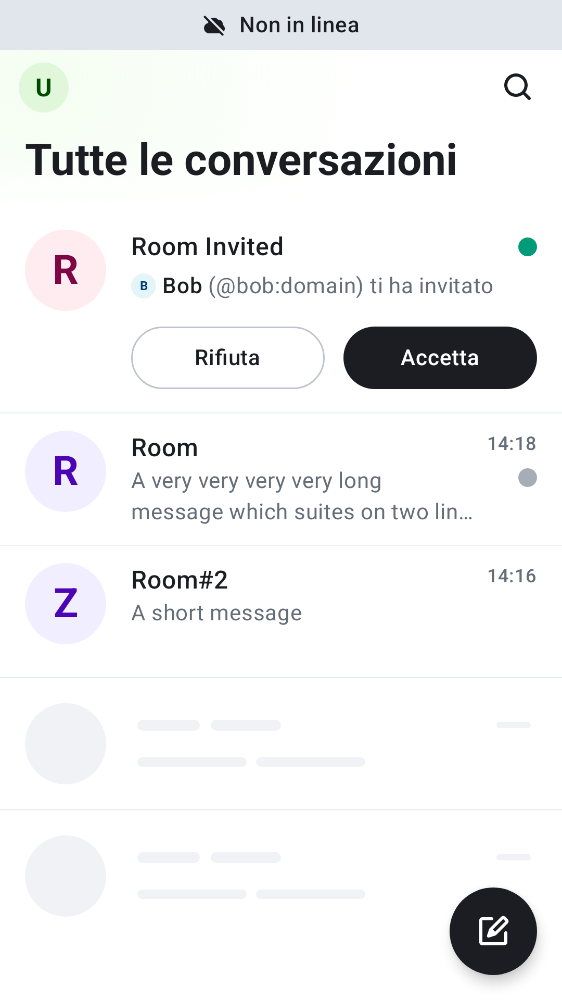 Non in linea
U
Tutte le conversazioni
R
Room Invited
B Bob (@bob:domain) ti ha invitato
Rifiuta
Accetta
R
Room
14:18
A very very very very long
message which suites on two lin…
Z
Room#2
14:16
A short message